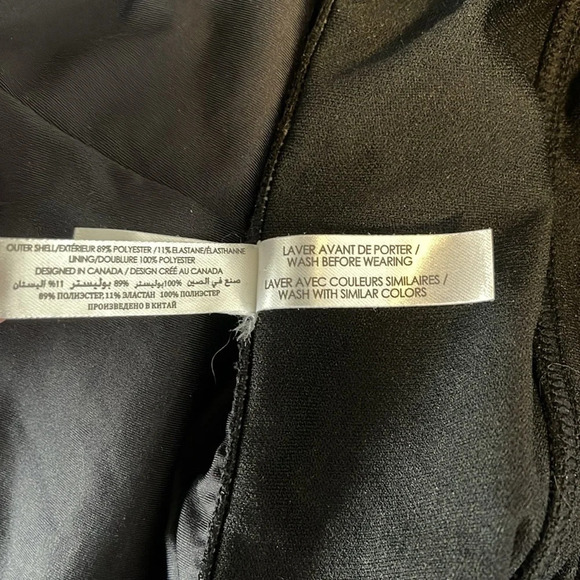 OUTER SHELL/EXTÉRIEUR 89% POLYESTER /11% ELASTANE/ÉLASTHANNE
LINING/DOUBLURE 100% POLYESTER
DESIGNED IN CANADA / DESIGN CRÉÉ AU CANADA
صنع في الصين 100% بوليستر 89% بوليستر 11% اليستان
89% ПОЛИЭСТЕР, 11% ЭЛАСТАН 100% ПОЛИЭСТЕР
ПРОИЗВЕДЕНО В КИТАЙ
LAVER AVANT DE PORTER /
WASH BEFORE WEARING
LAVER AVEC COULEURS SIMILAIRES /
WASH WITH SIMILAR COLORS